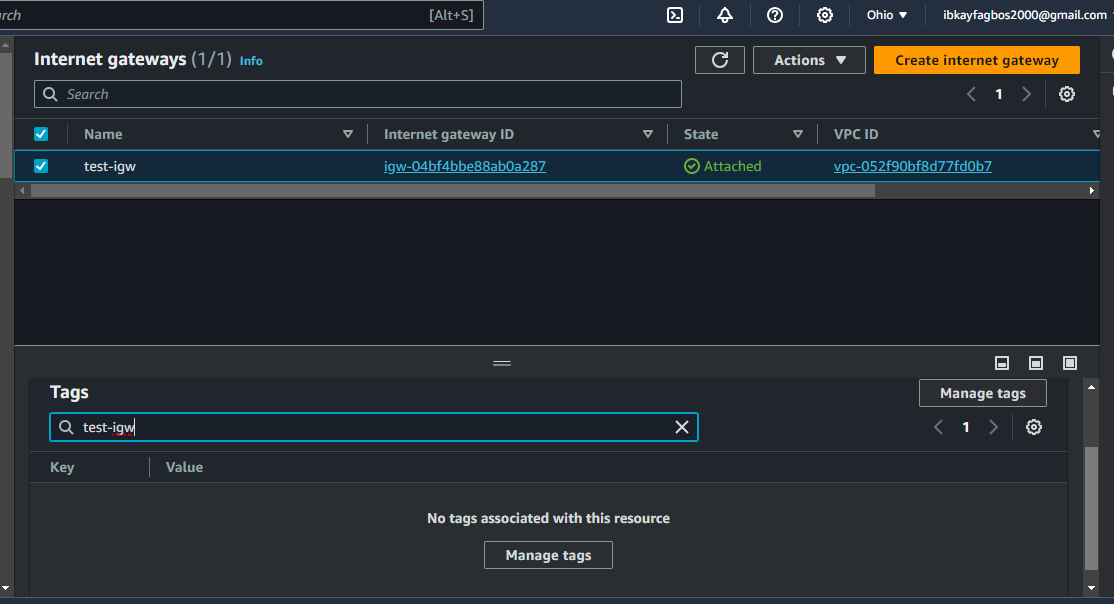 rch [Alt+S] Ohio ▼ ibkayfagbos2000@gmail.com
Internet gateways (1/1) Info Actions ▼ Create internet gateway
Search 1
Name Internet gateway ID State VPC ID
test-igw igw-04bf4bbe88ab0a287 Attached vpc-052f90bf8d77fd0b7
Tags Manage tags
test-igw 1
Key Value
No tags associated with this resource
Manage tags